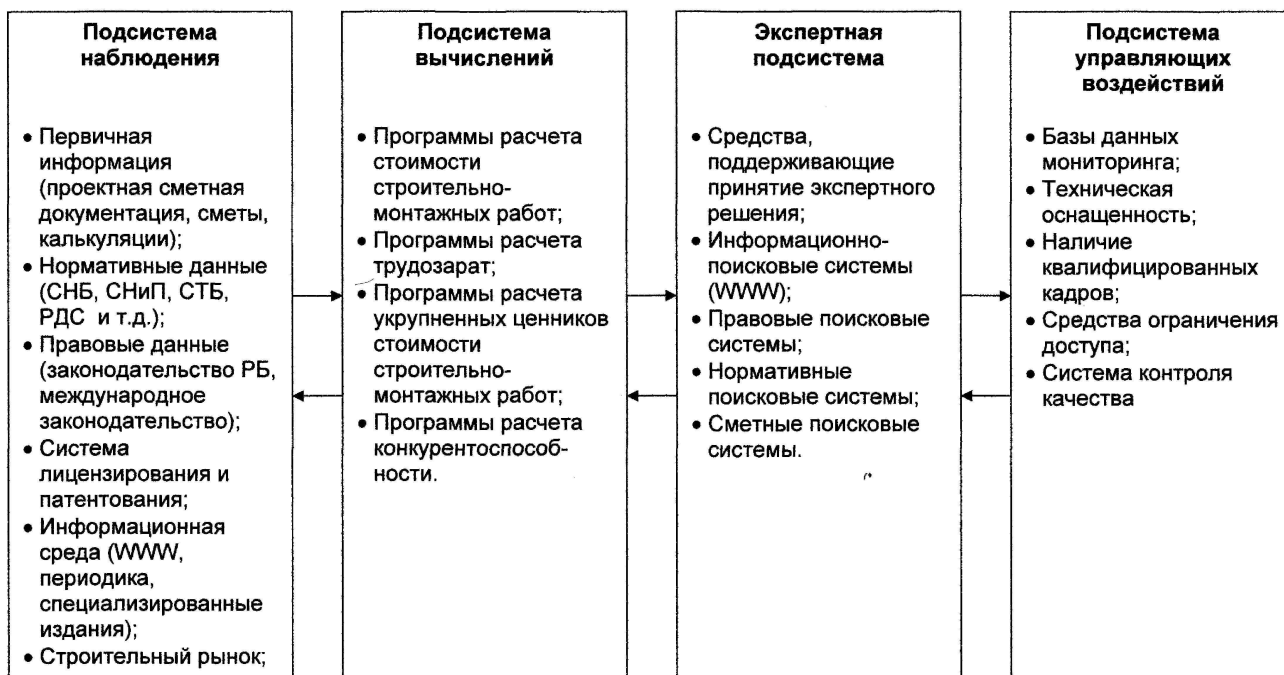 Подсистема
наблюдения
• Первичная
информация
(проектная сметная
документация, сметы,
калькуляции);
• Нормативные данные
(СНБ, СНиП, СТБ,
РДС и т.д.);
• Правовые данные
(законодательство РБ,
международное
законодательство);
• Система
лицензирования и
патентования;
• Информационная
среда (WWW,
периодика,
специализированные
издания);
• Строительный рынок;
Подсистема
вычислений
• Программы расчета
стоимости
строительно-
монтажных работ;
• Программы расчета
трудозарат;
• Программы расчета
укрупненных ценников
стоимости
строительно-
монтажных работ;
• Программы расчета
конкурентоспособ-
ности.
Экспертная
подсистема
• Средства,
поддерживающие
принятие экспертного
решения;
• Информационно-
поисковые системы
(WWW);
• Правовые поисковые
системы;
• Нормативные
поисковые системы;
• Сметные поисковые
системы.
Подсистема
управляющих
воздействий
• Базы данных
мониторинга;
• Техническая
оснащенность;
• Наличие
квалифицированных
кадров;
• Средства ограничения
доступа;
• Система контроля
качества